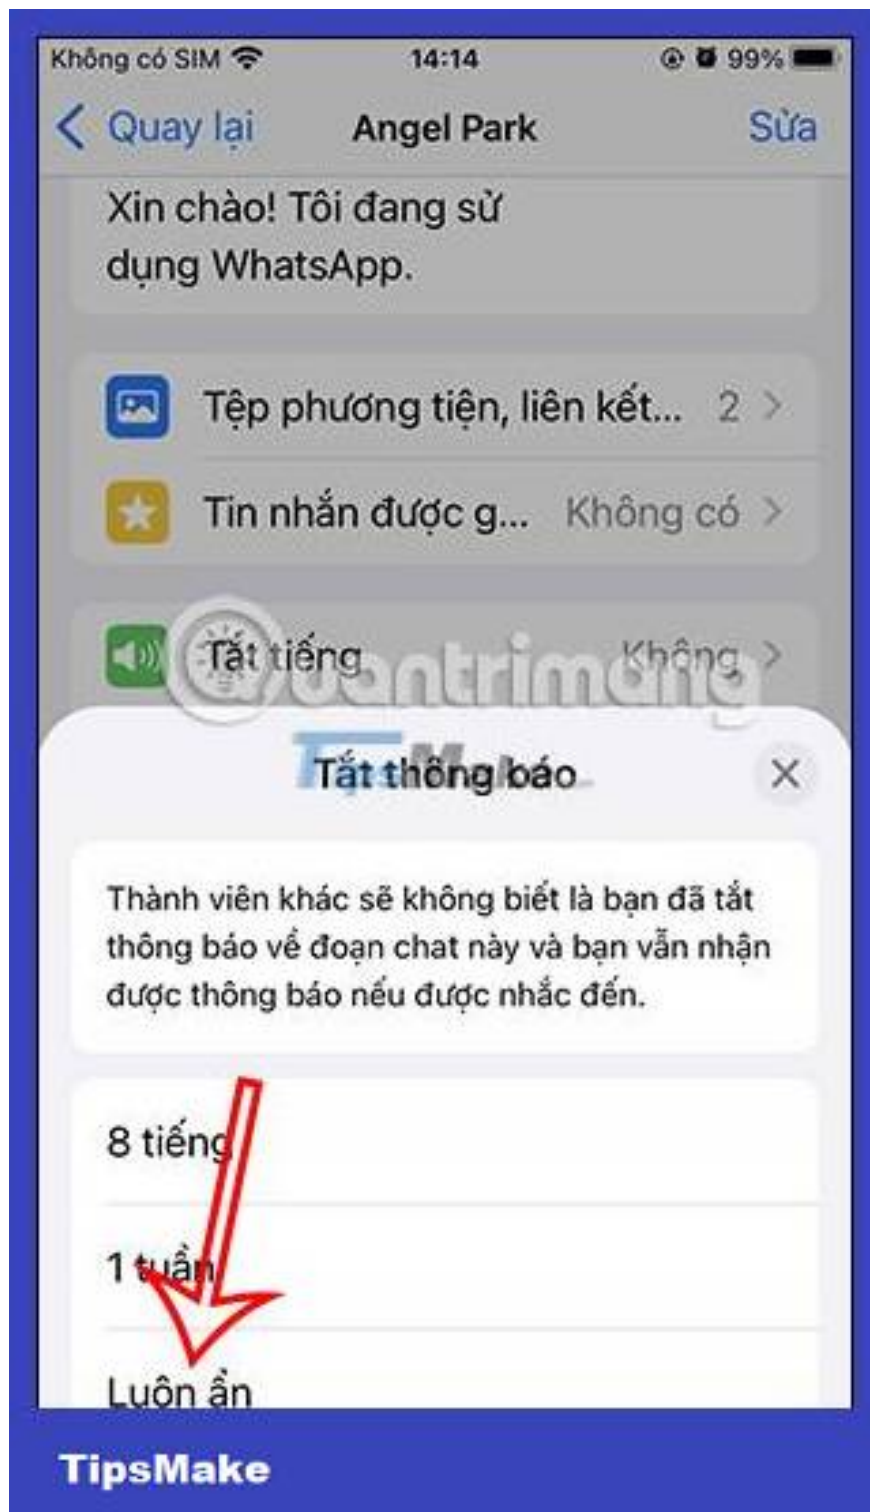 Không có SIM 14:14 99%
Quay lại Angel Park Sửa
Xin chào! Tôi đang sử
dụng WhatsApp.
Tệp phương tiện, liên kết... 2
Tin nhắn được g... Không có
Tắt tiếng Không
uantrimang
Tắt thông báo
Thành viên khác sẽ không biết là bạn đã tắt
thông báo về đoạn chat này và bạn vẫn nhận
được thông báo nếu được nhắc đến.
8 tiếng
1 tuần
Luôn ẩn
TipsMake